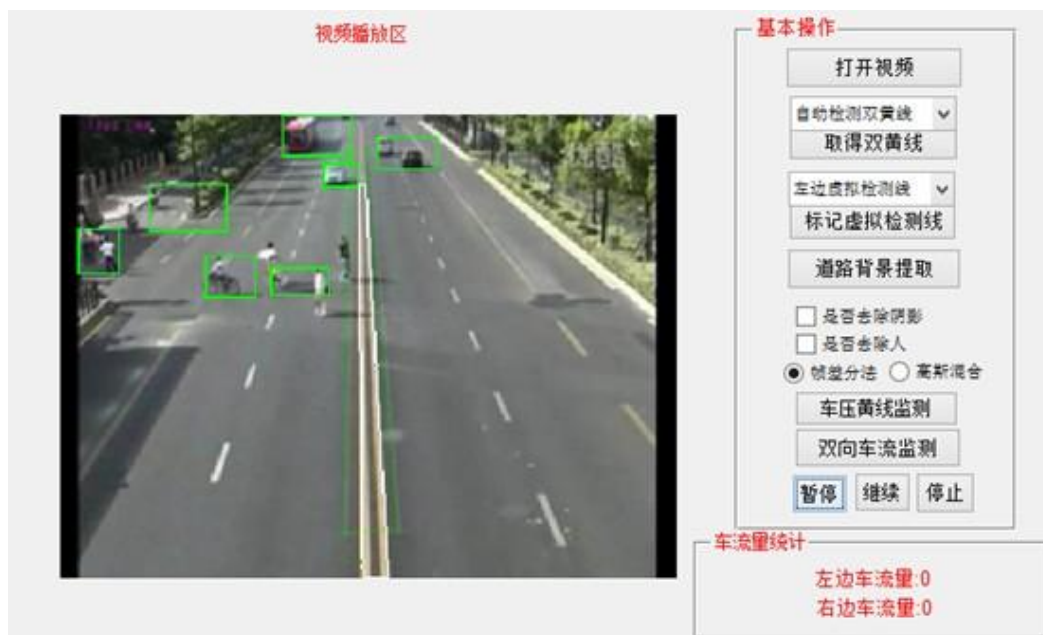 视频播放区
基本操作
打开视频
自动检测双黄线
取得双黄线
左边虚拟检测线
标记虚拟检测线
道路背景提取
是否去除阴影
是否去除人
帧差分法 高斯混合
车压黄线监测
双向车流监测
暂停 继续 停止
车流量统计
左边车流量:0
右边车流量:0